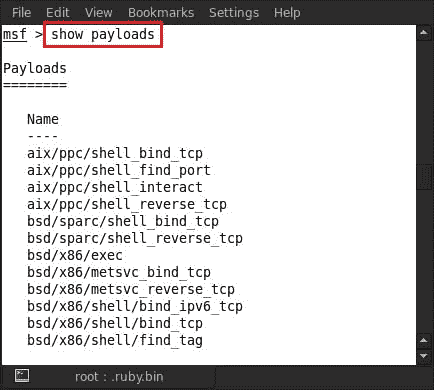 File Edit View Bookmarks Settings Help
msf > show payloads
Payloads
========
Name
----
aix/ppc/shell_bind_tcp
aix/ppc/shell_find_port
aix/ppc/shell_interact
aix/ppc/shell_reverse_tcp
bsd/sparc/shell_bind_tcp
bsd/sparc/shell_reverse_tcp
bsd/x86/exec
bsd/x86/metsvc_bind_tcp
bsd/x86/metsvc_reverse_tcp
bsd/x86/shell/bind_ipv6_tcp
bsd/x86/shell/bind_tcp
bsd/x86/shell/find_tag
root : .ruby.bin